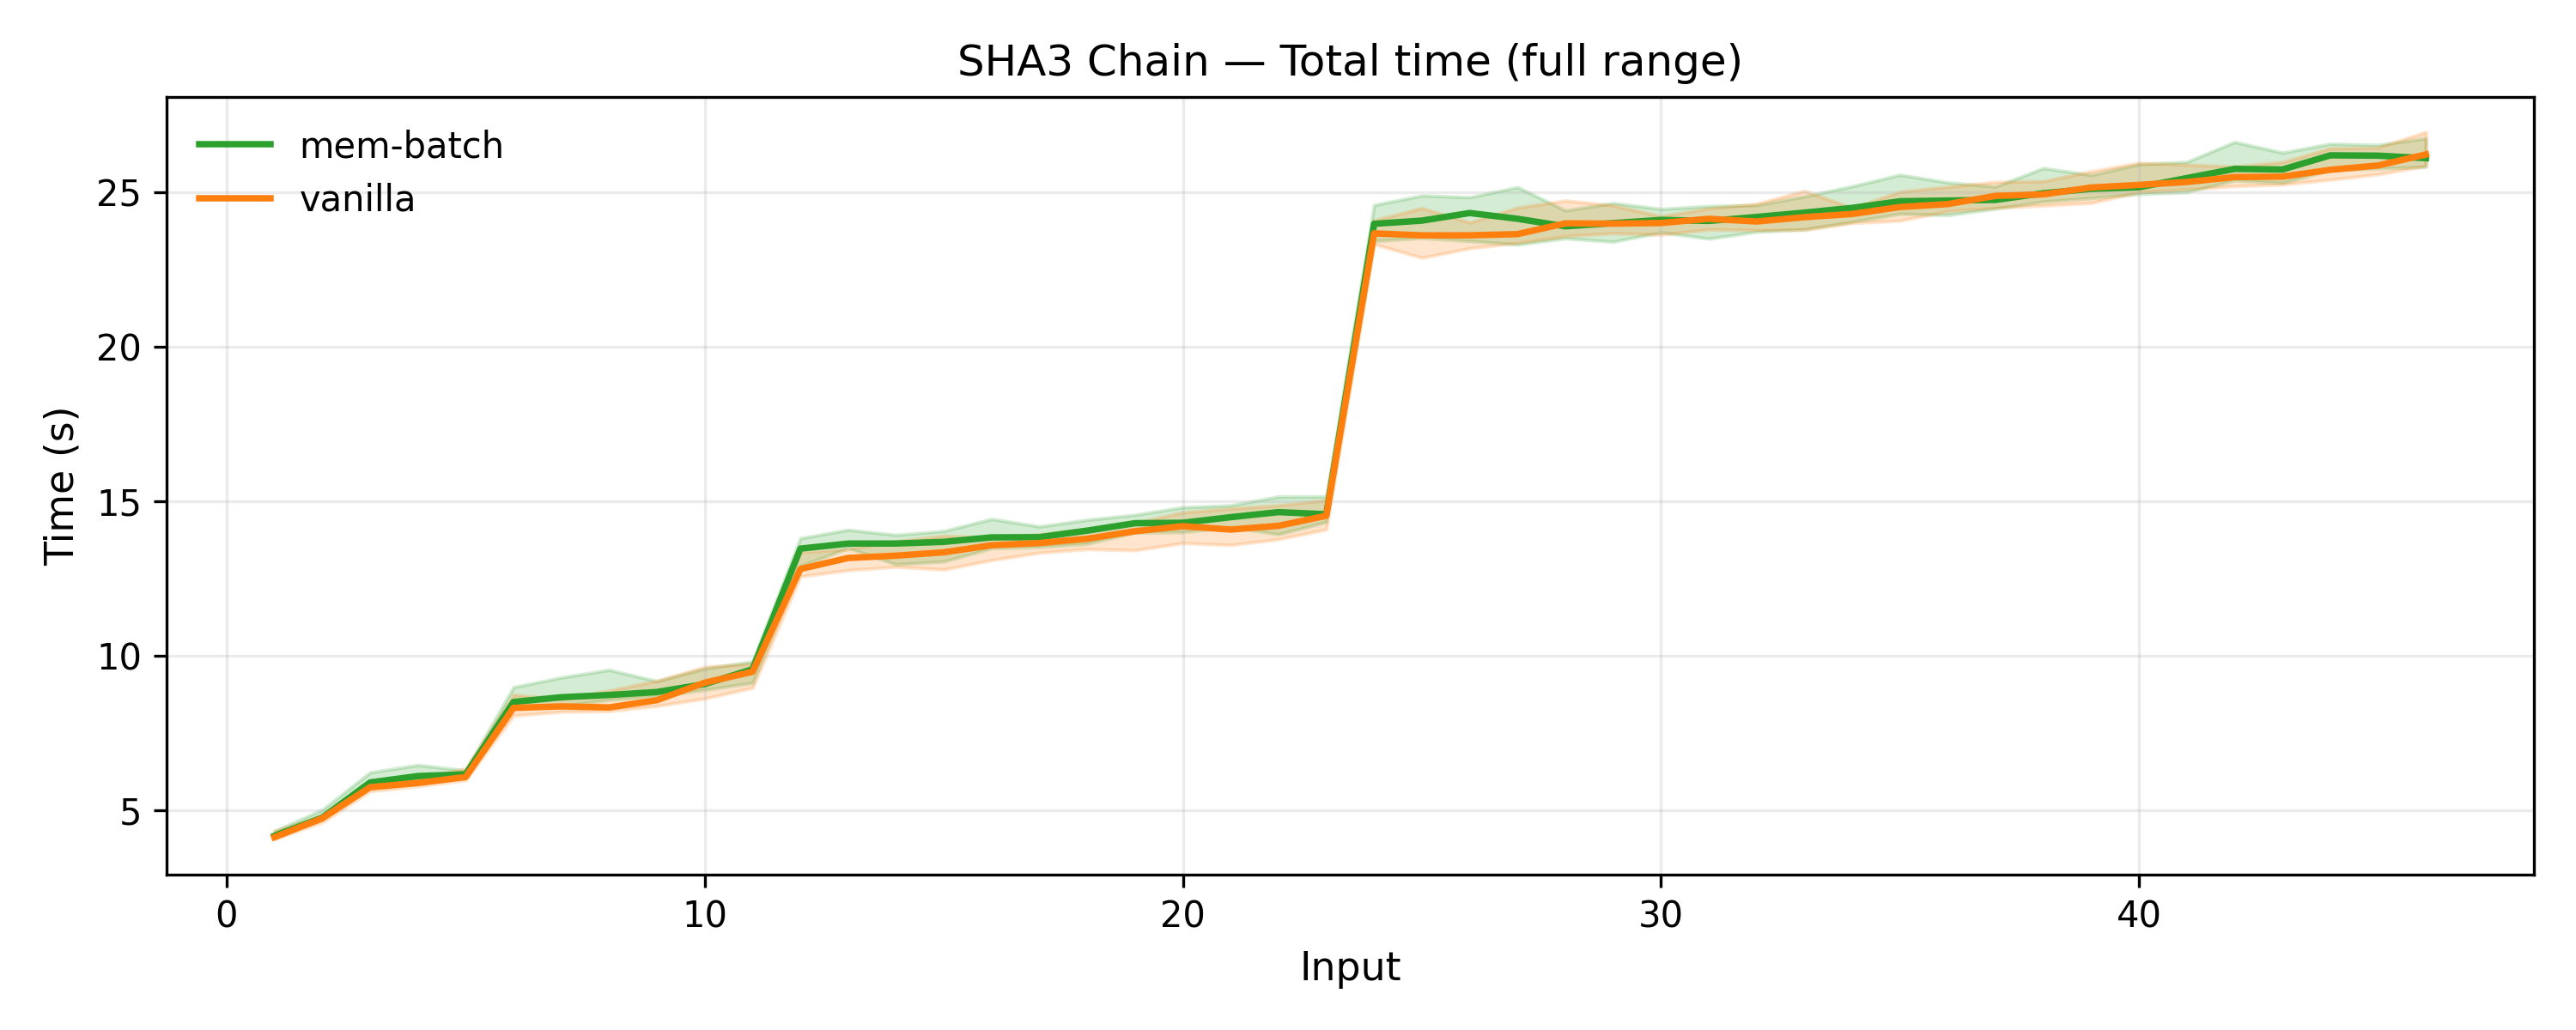 SHA3 Chain — Total time (full range)
mem-batch
vanilla
Time (s)
25
20
15
10
5
0 10 20 30 40
Input